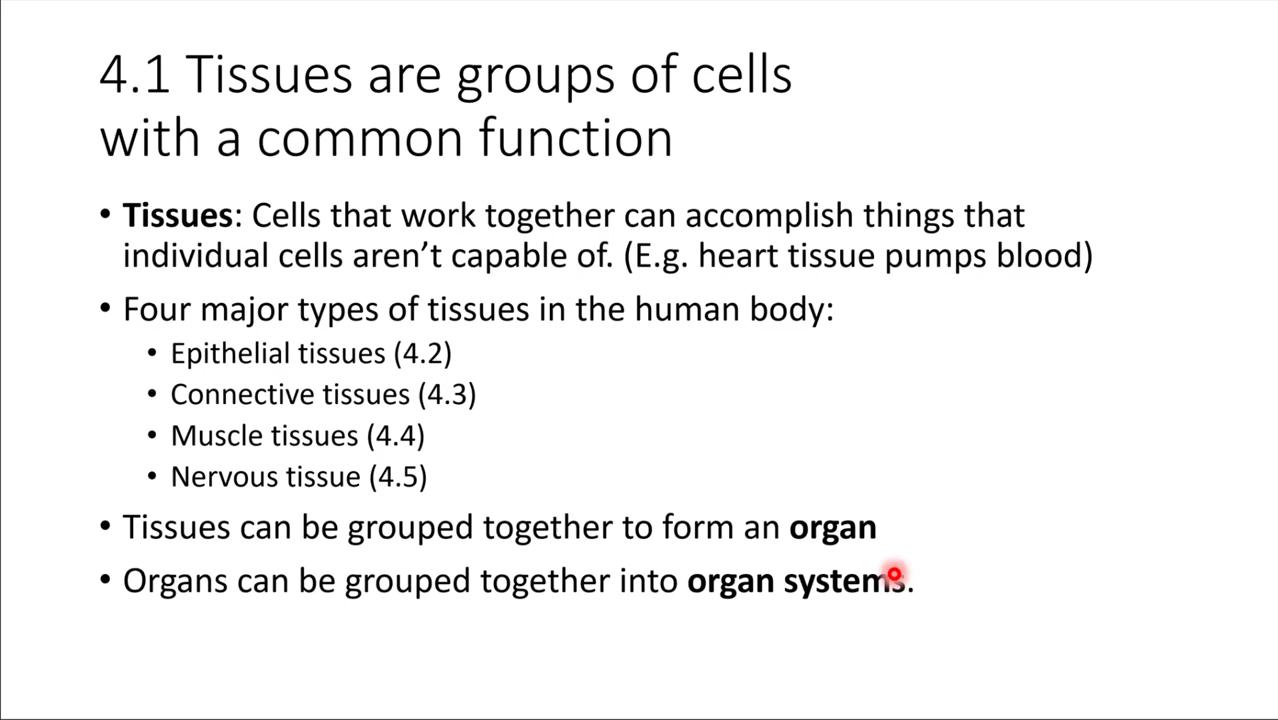 4.1 Tissues are groups of cells
with a common function
• Tissues: Cells that work together can accomplish things that
individual cells aren’t capable of. (E.g. heart tissue pumps blood)
• Four major types of tissues in the human body:
• Epithelial tissues (4.2)
• Connective tissues (4.3)
• Muscle tissues (4.4)
• Nervous tissue (4.5)
• Tissues can be grouped together to form an organ
• Organs can be grouped together into organ systems.